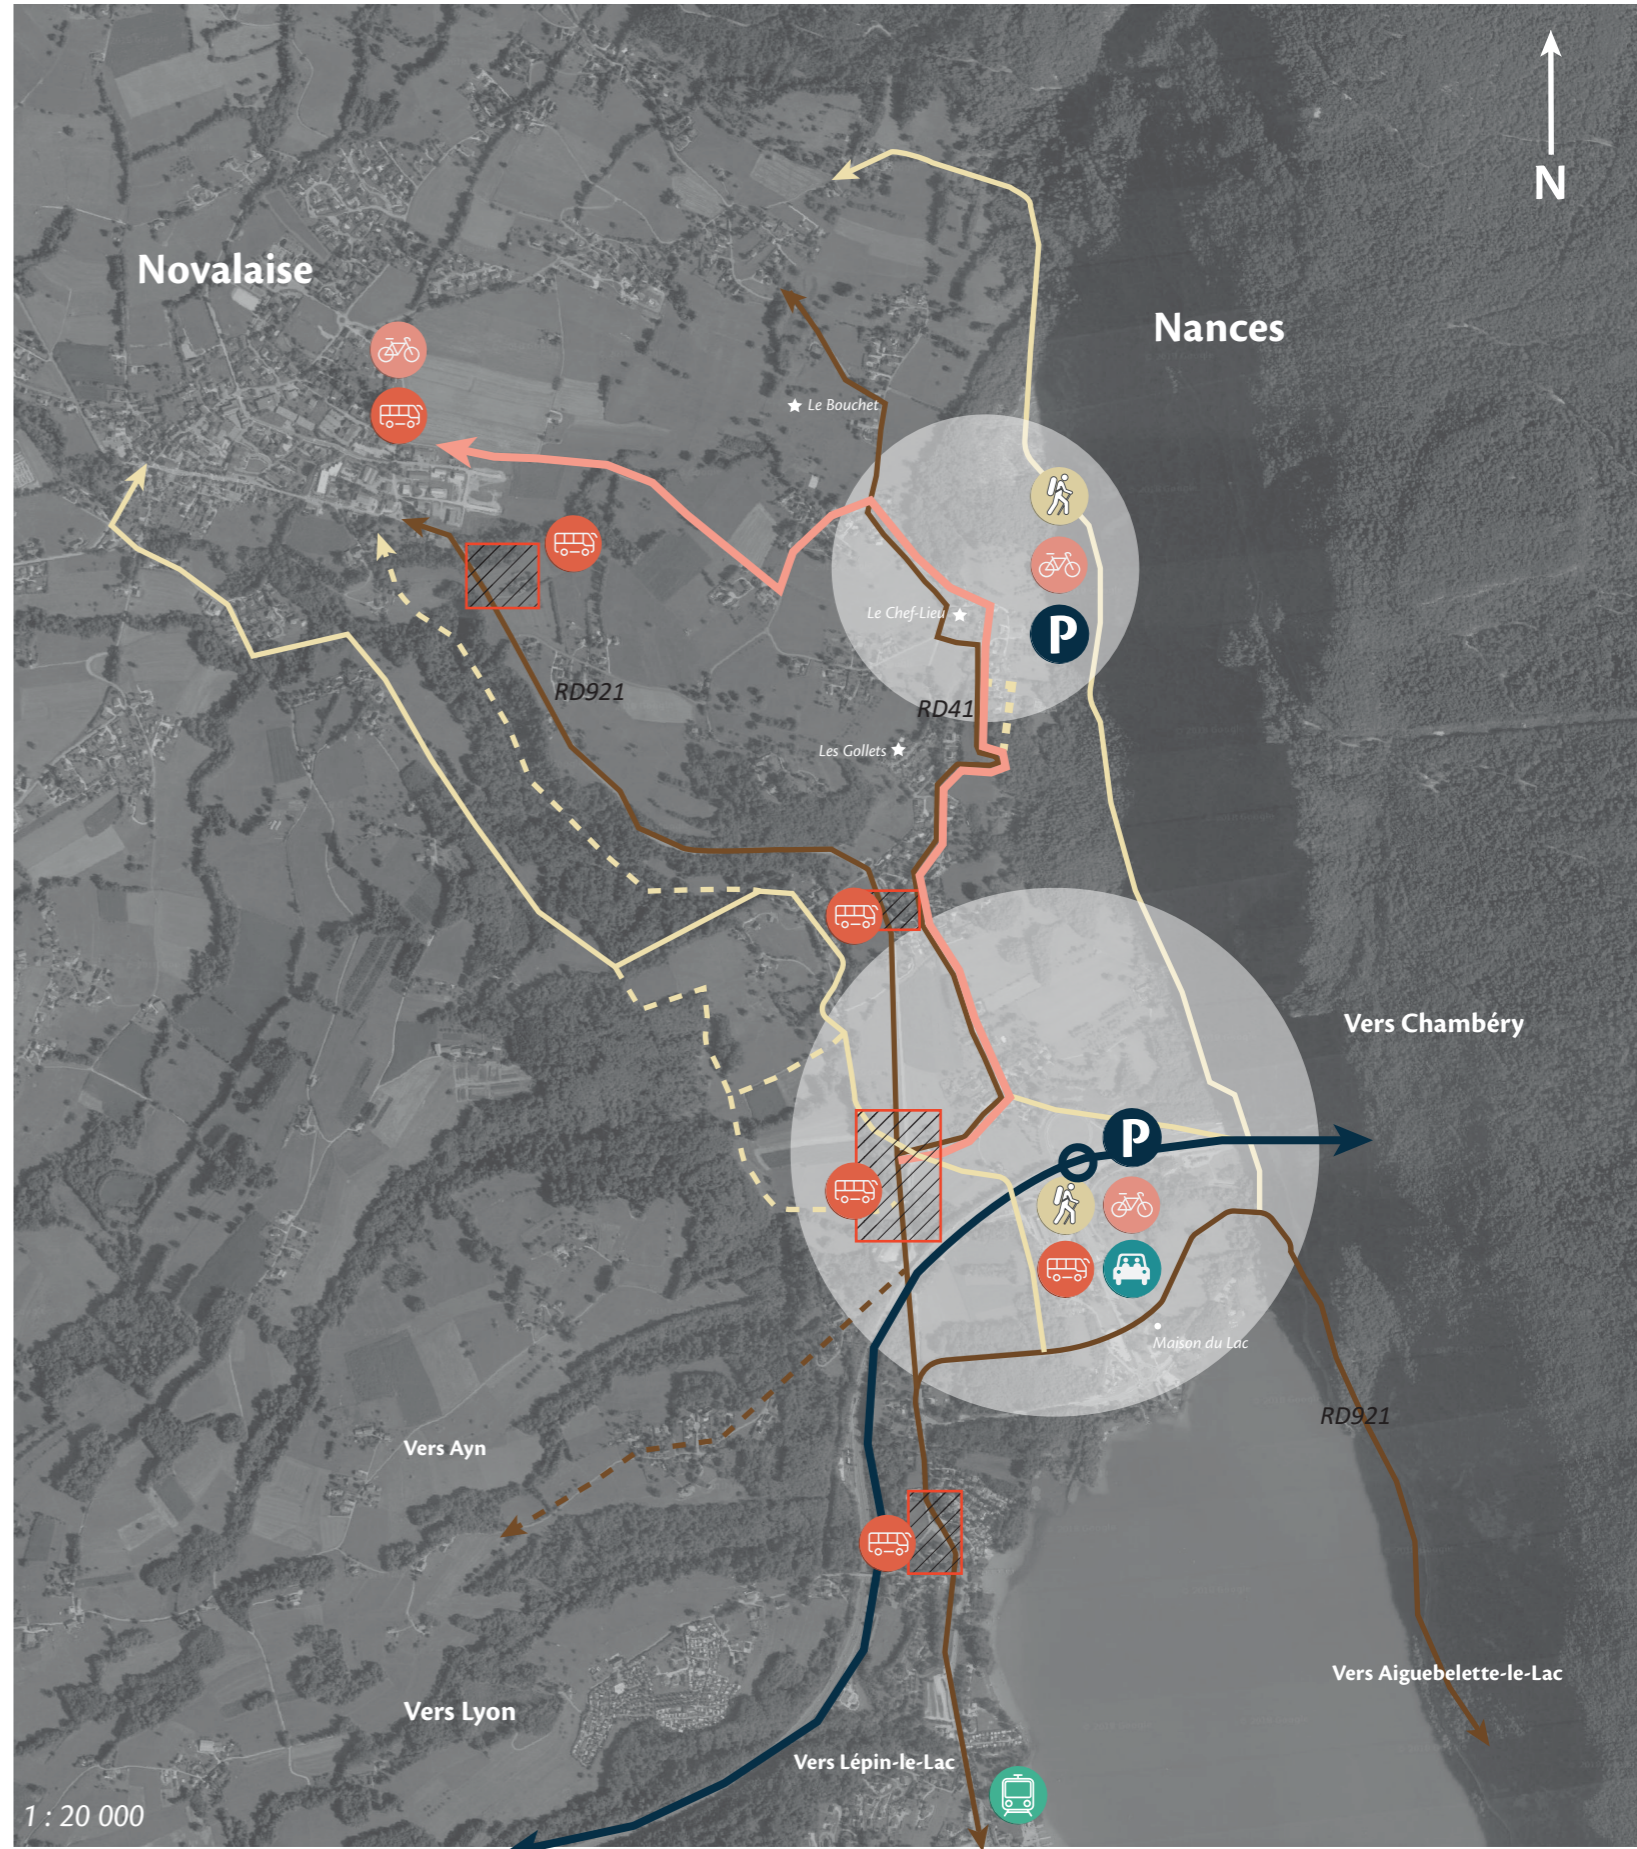 N
Novalaise
Nances
Le Bouchet
Le Chef-Lieu
P
RD921
RD41
Les Gollets
Vers Chambéry
P
Maison du Lac
RD921
Vers Ayn
Vers Aiguebelette-le-Lac
Vers Lyon
Vers Lépin-le-Lac
1 : 20 000